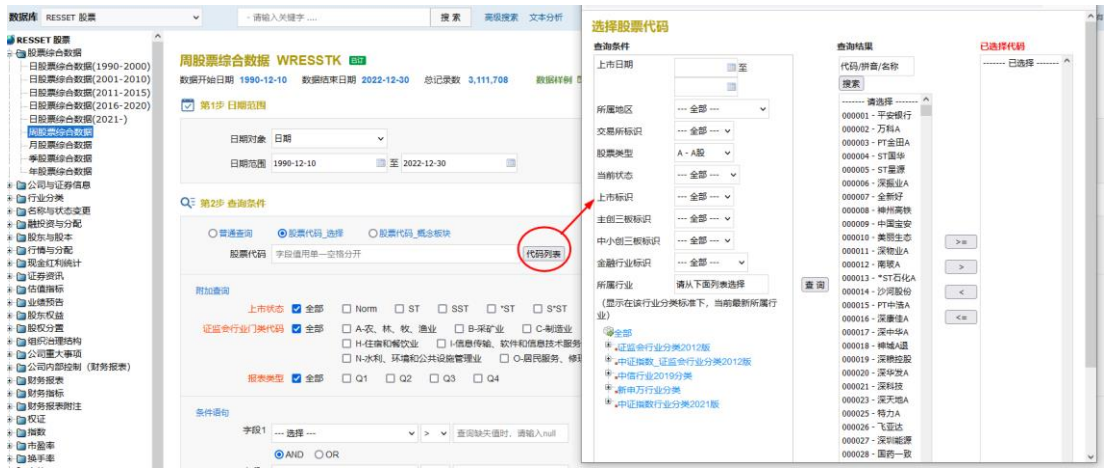 数据库 RESSET 股票
请输入关键字 ....
搜 索
高级搜索
文本分析
RESSET 股票
股票综合数据
日股票综合数据(1990-2000)
日股票综合数据(2001-2010)
日股票综合数据(2011-2015)
日股票综合数据(2016-2020)
日股票综合数据(2021-)
周股票综合数据
月股票综合数据
季股票综合数据
年股票综合数据
公司与证券信息
行业分类
名称与状态变更
融投资与分配
股东与股本
行情与分配
现金红利统计
证券资讯
估值指标
业绩预告
股东权益
股权分置
组织治理结构
公司重大事项
公司内部控制（财务报表）
财务报表
财务指标
财务报表附注
权证
指数
市盈率
换手率
周股票综合数据 WRESSTK 已订
数据开始日期 1990-12-10 数据结束日期 2022-12-30 总记录数 3,111,708 数据样例
第1步 日期范围
日期对象 日期
日期范围 1990-12-10 至 2022-12-30
第2步 查询条件
普通查询 股票代码_选择 股票代码_概念板块
股票代码 字段值用单一空格分开 代码列表
附加查询
上市状态 全部 Norm ST SST *ST S*ST
证监会行业门类代码 全部 A-农、林、牧、渔业 B-采矿业 C-制造业
H-住宿和餐饮业 I-信息传输、软件和信息技术服务
N-水利、环境和公共设施管理业 O-居民服务、修理
报表类型 全部 Q1 Q2 Q3 Q4
条件语句
字段1 --- 选择 --- > 查询缺失值时，请输入null
AND OR
选择股票代码
查询条件
上市日期 至
所属地区 --- 全部 ---
交易所标识 --- 全部 ---
股票类型 A - A股
当前状态 --- 全部 ---
上市标识 --- 全部 ---
主创三板标识 --- 全部 ---
中小创三板标识 --- 全部 ---
金融行业标识 --- 全部 ---
所属行业 请从下面列表选择
（显示在该行业分类标准下，当前最新所属行业）
全部
证监会行业分类2012版
中证指数_证监会行业分类2012版
中信行业2019分类
新申万行业分类
中证指数行业分类2021版
查 询
查询结果
代码/拼音/名称
搜索
------- 请选择 -------
000001 - 平安银行
000002 - 万科A
000003 - PT金田A
000004 - ST国华
000005 - ST星源
000006 - 深振业A
000007 - 全新好
000008 - 神州高铁
000009 - 中国宝安
000010 - 美丽生态
000011 - 深物业A
000012 - 南玻A
000013 - *ST石化A
000014 - 沙河股份
000015 - PT中浩A
000016 - 深康佳A
000017 - 深中华A
000018 - 神城A退
000019 - 深粮控股
000020 - 深华发A
000021 - 深科技
000023 - 深天地A
000025 - 特力A
000026 - 飞亚达
000027 - 深圳能源
000028 - 国药一致
>=
>
<
<=
已选择代码
------- 已选择 -------